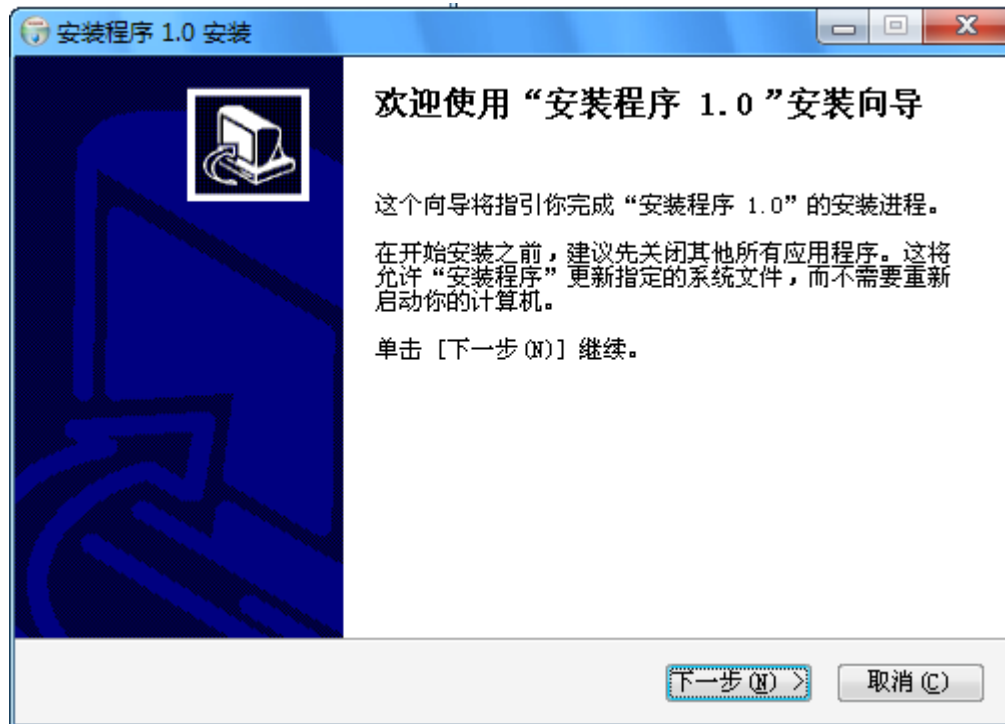 安装程序 1.0 安装
欢迎使用“安装程序 1.0”安装向导
这个向导将指引你完成“安装程序 1.0”的安装进程。
在开始安装之前，建议先关闭其他所有应用程序。这将
允许“安装程序”更新指定的系统文件，而不需要重新
启动你的计算机。
单击 [下一步(N)] 继续。
下一步(N) >
取消(C)